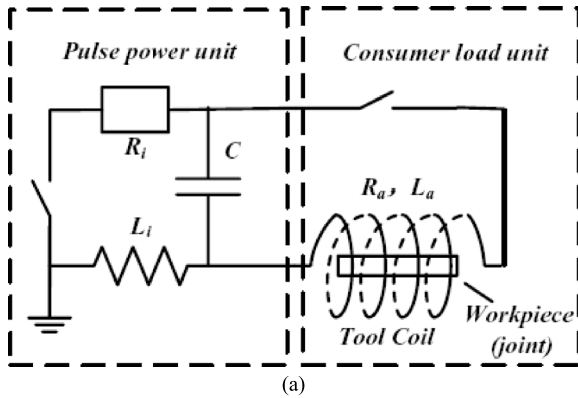 Pulse power unit
Consumer load unit
Ri
C
Ra, La
Li
Tool Coil
Workpiece
(joint)
(a)